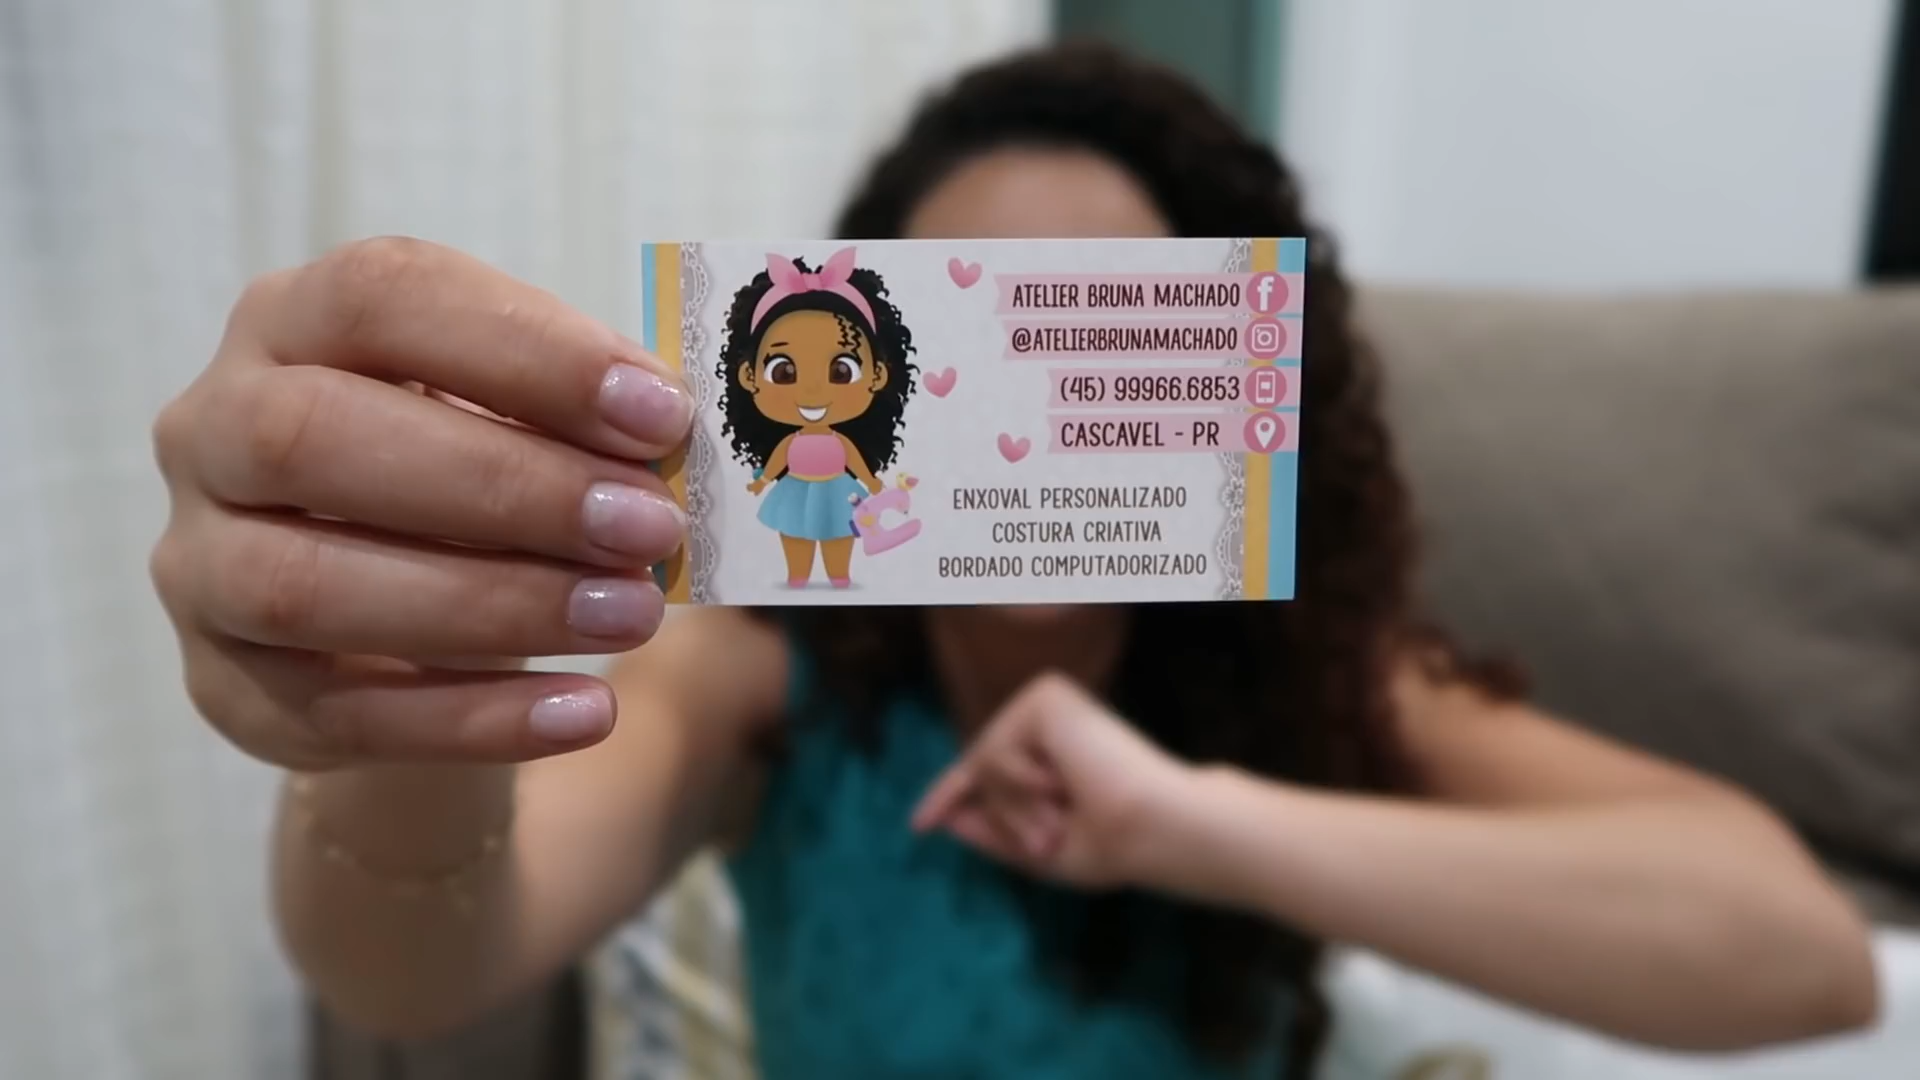 ATELIER BRUNA MACHADO
@ATELIERBRUNAMACHADO
(45) 99966.6853
CASCAVEL - PR
ENXOVAL PERSONALIZADO
COSTURA CRIATIVA
BORDADO COMPUTADORIZADO